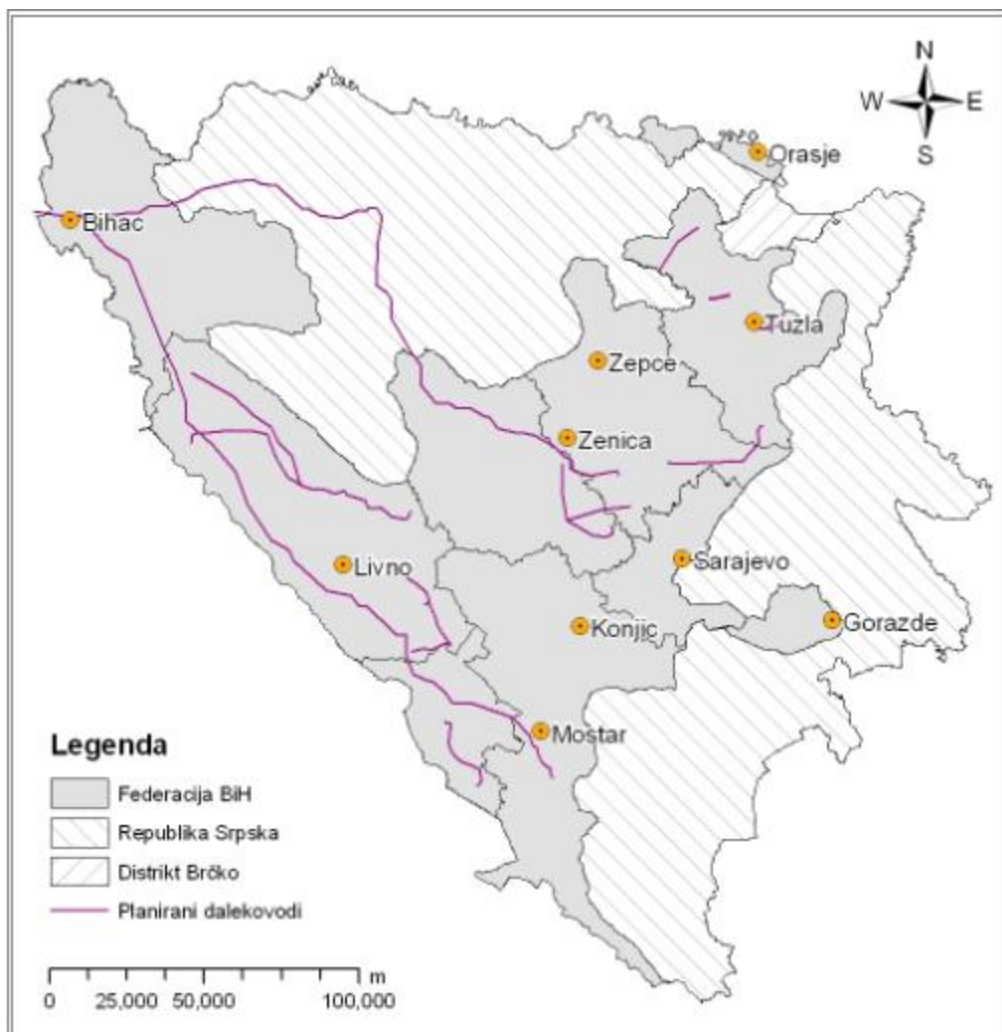 N
W E
S
Orasje
Bihac
Tuzla
Zepce
Zenica
Livno
Sarajevo
Konjic
Gorazde
Mostar
Legenda
Federacija BiH
Republika Srpska
Distrikt Brčko
Planirani dalekovodi
m
0 25,000 50,000 100,000